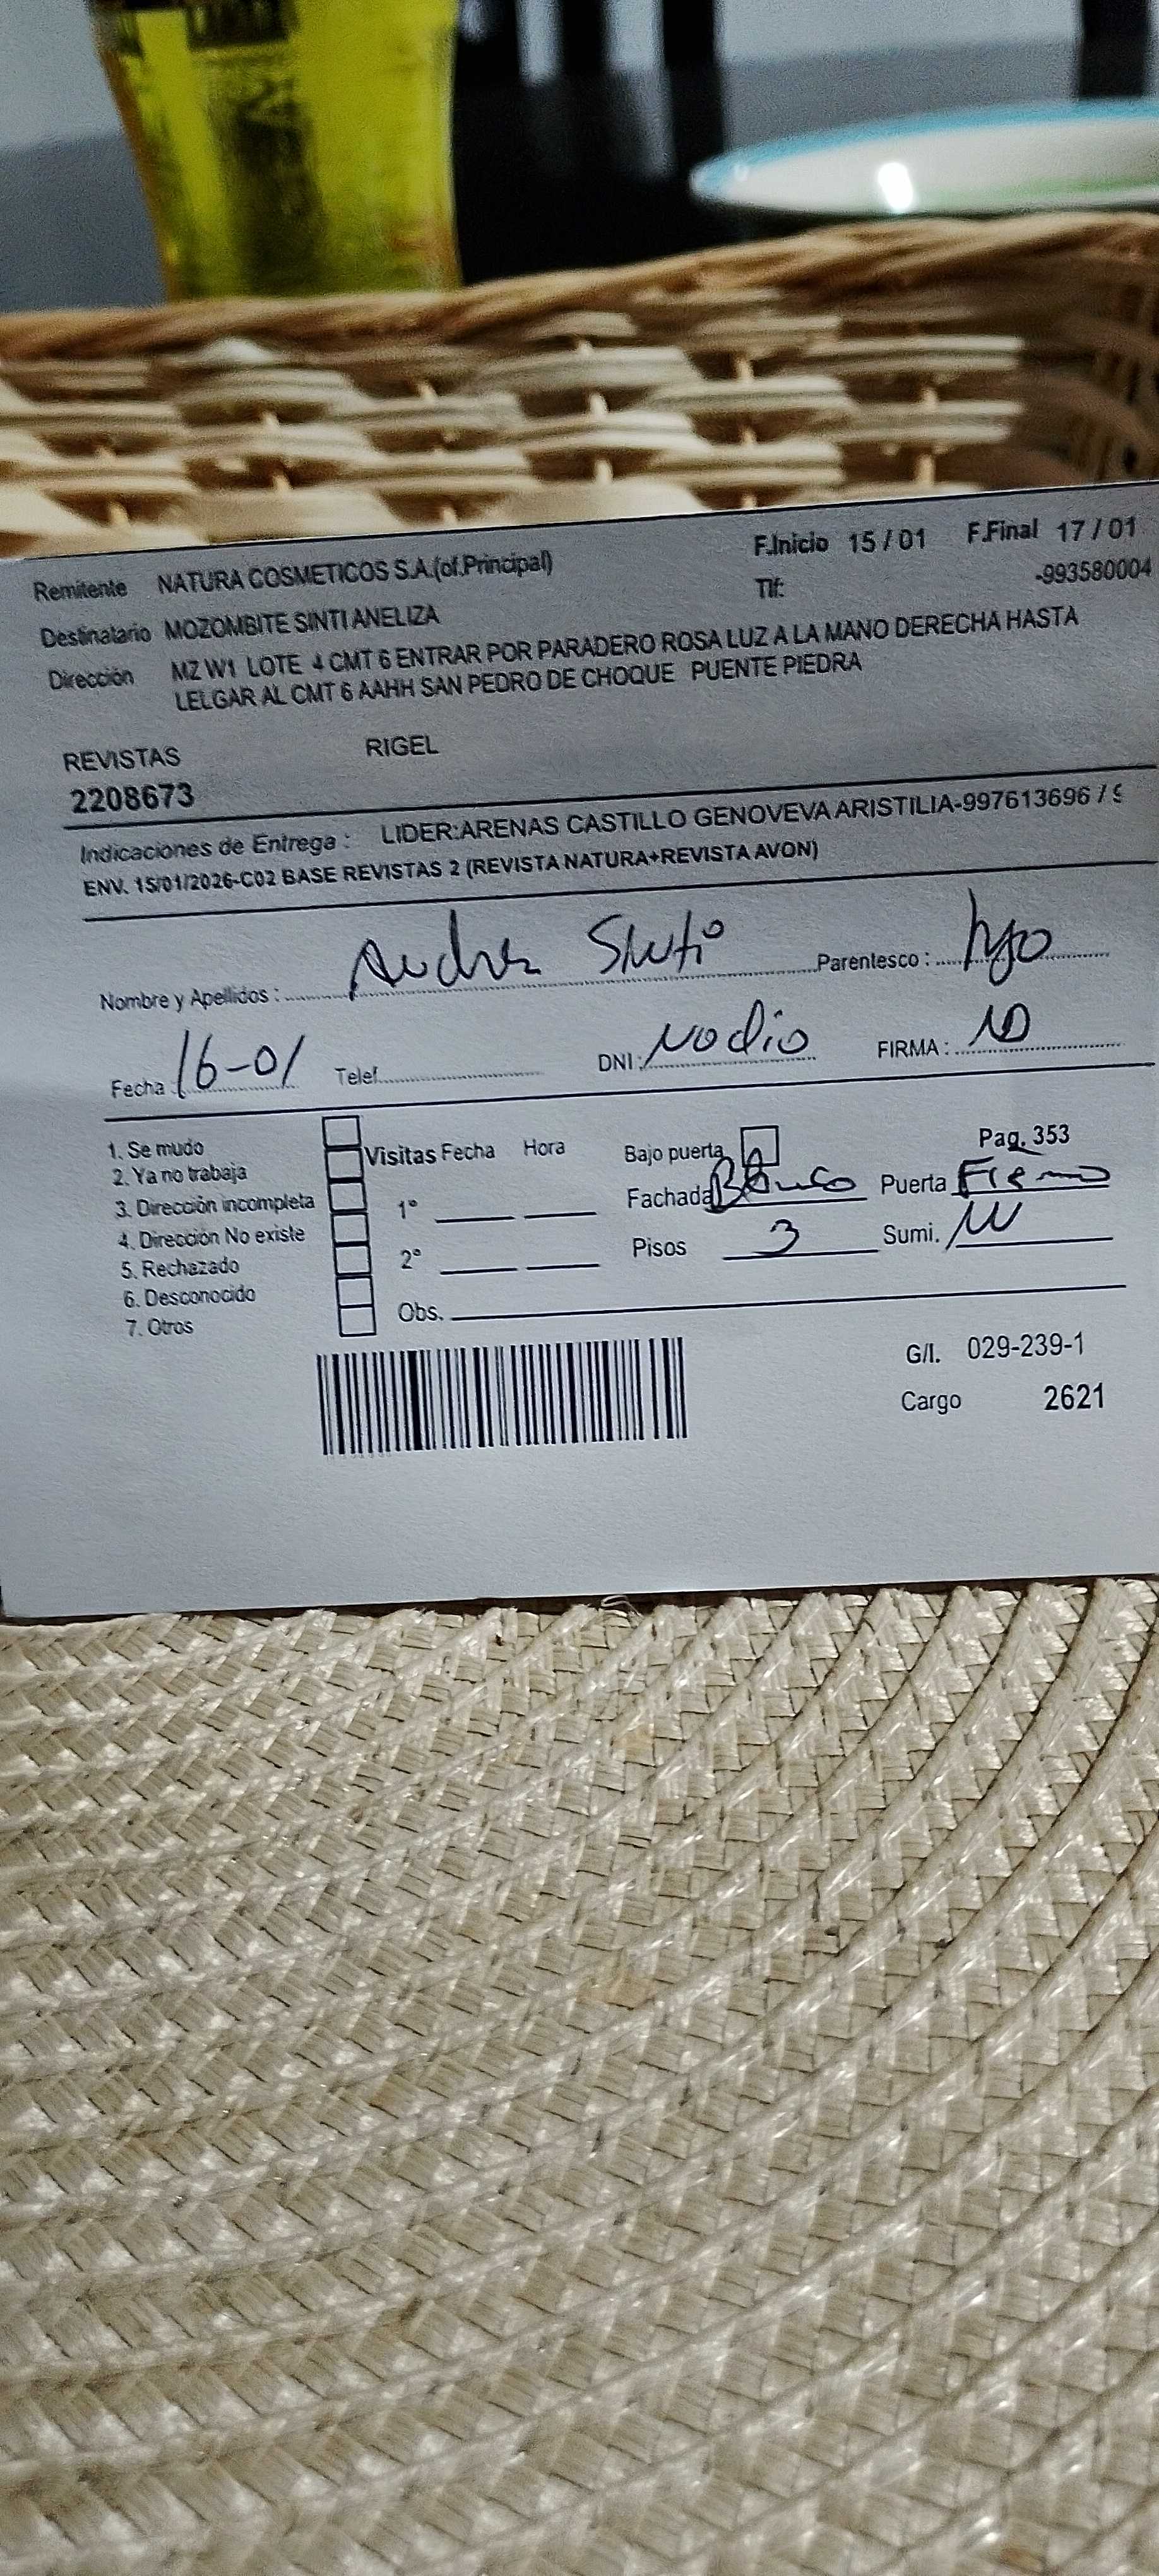 Remitente NATURA COSMETICOS S.A.(of.Principal) F.Inicio 15 / 01 F.Final 17 / 01
Tlf: -993580004
Destinatario MOZOMBITE SINTI ANELIZA
Dirección MZ W1 LOTE 4 CMT 6 ENTRAR POR PARADERO ROSA LUZ A LA MANO DERECHA HASTA
LELGAR AL CMT 6 AAHH SAN PEDRO DE CHOQUE PUENTE PIEDRA
REVISTAS RIGEL
2208673
Indicaciones de Entrega : LIDER:ARENAS CASTILLO GENOVEVA ARISTILIA-997613696 / 9
ENV. 15/01/2026-C02 BASE REVISTAS 2 (REVISTA NATURA+REVISTA AVON)
Nombre y Apellidos : Andres Sinti Parentesco : hijo
Fecha 16-01 Telef. DNI: No dio FIRMA :
1. Se mudo Visitas Fecha Hora Bajo puerta Pag. 353
2. Ya no trabaja
3. Dirección incompleta 1° Fachada Blanco Puerta Fierro
4. Dirección No existe 2° Pisos 3 Sumi.
5. Rechazado
6. Desconocido Obs.
7. Otros
G/I. 029-239-1
Cargo 2621